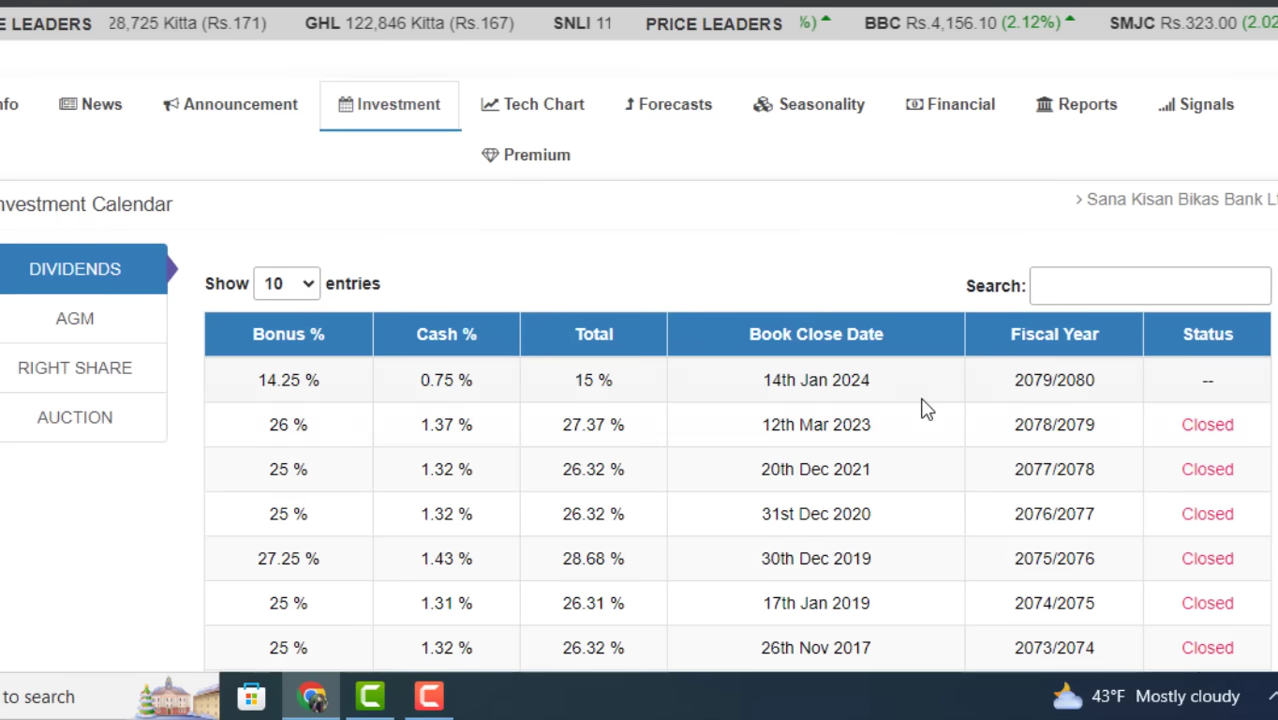 E LEADERS 28,725 Kitta (Rs.171) GHL 122,846 Kitta (Rs.167) SNLI 11 PRICE LEADERS %) BBC Rs.4,156.10 (2.12%) SMJC Rs.323.00 (2.02
nfo News Announcement Investment Tech Chart Forecasts Seasonality Financial Reports Signals
Premium
nvestment Calendar > Sana Kisan Bikas Bank Lt
DIVIDENDS
AGM
RIGHT SHARE
AUCTION
Show 10 entries Search:
Bonus % Cash % Total Book Close Date Fiscal Year Status
14.25 % 0.75 % 15 % 14th Jan 2024 2079/2080 --
26 % 1.37 % 27.37 % 12th Mar 2023 2078/2079 Closed
25 % 1.32 % 26.32 % 20th Dec 2021 2077/2078 Closed
25 % 1.32 % 26.32 % 31st Dec 2020 2076/2077 Closed
27.25 % 1.43 % 28.68 % 30th Dec 2019 2075/2076 Closed
25 % 1.31 % 26.31 % 17th Jan 2019 2074/2075 Closed
25 % 1.32 % 26.32 % 26th Nov 2017 2073/2074 Closed
to search 43°F Mostly cloudy